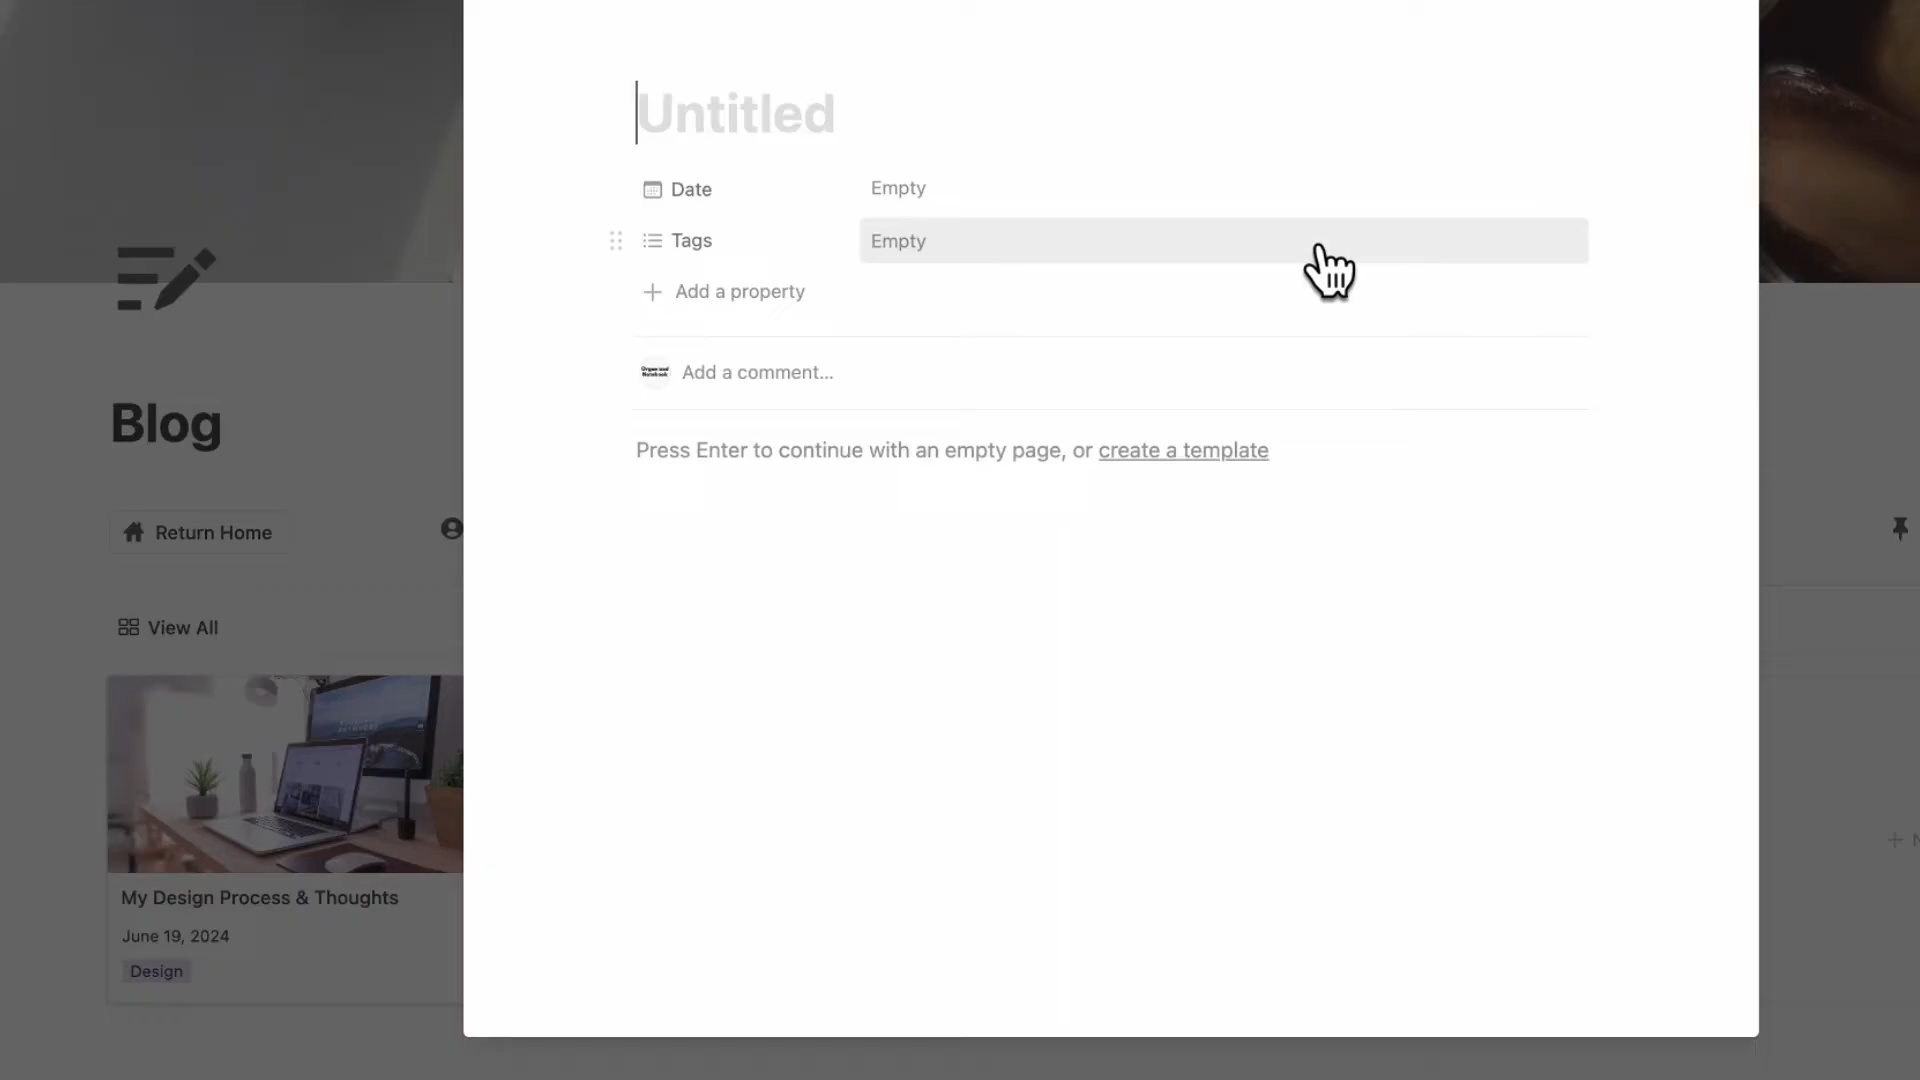 Untitled
Date
Empty
Tags
Empty
Add a property
Add a comment...
Press Enter to continue with an empty page, or create a template
Blog
Return Home
View All
My Design Process & Thoughts
June 19, 2024
Design